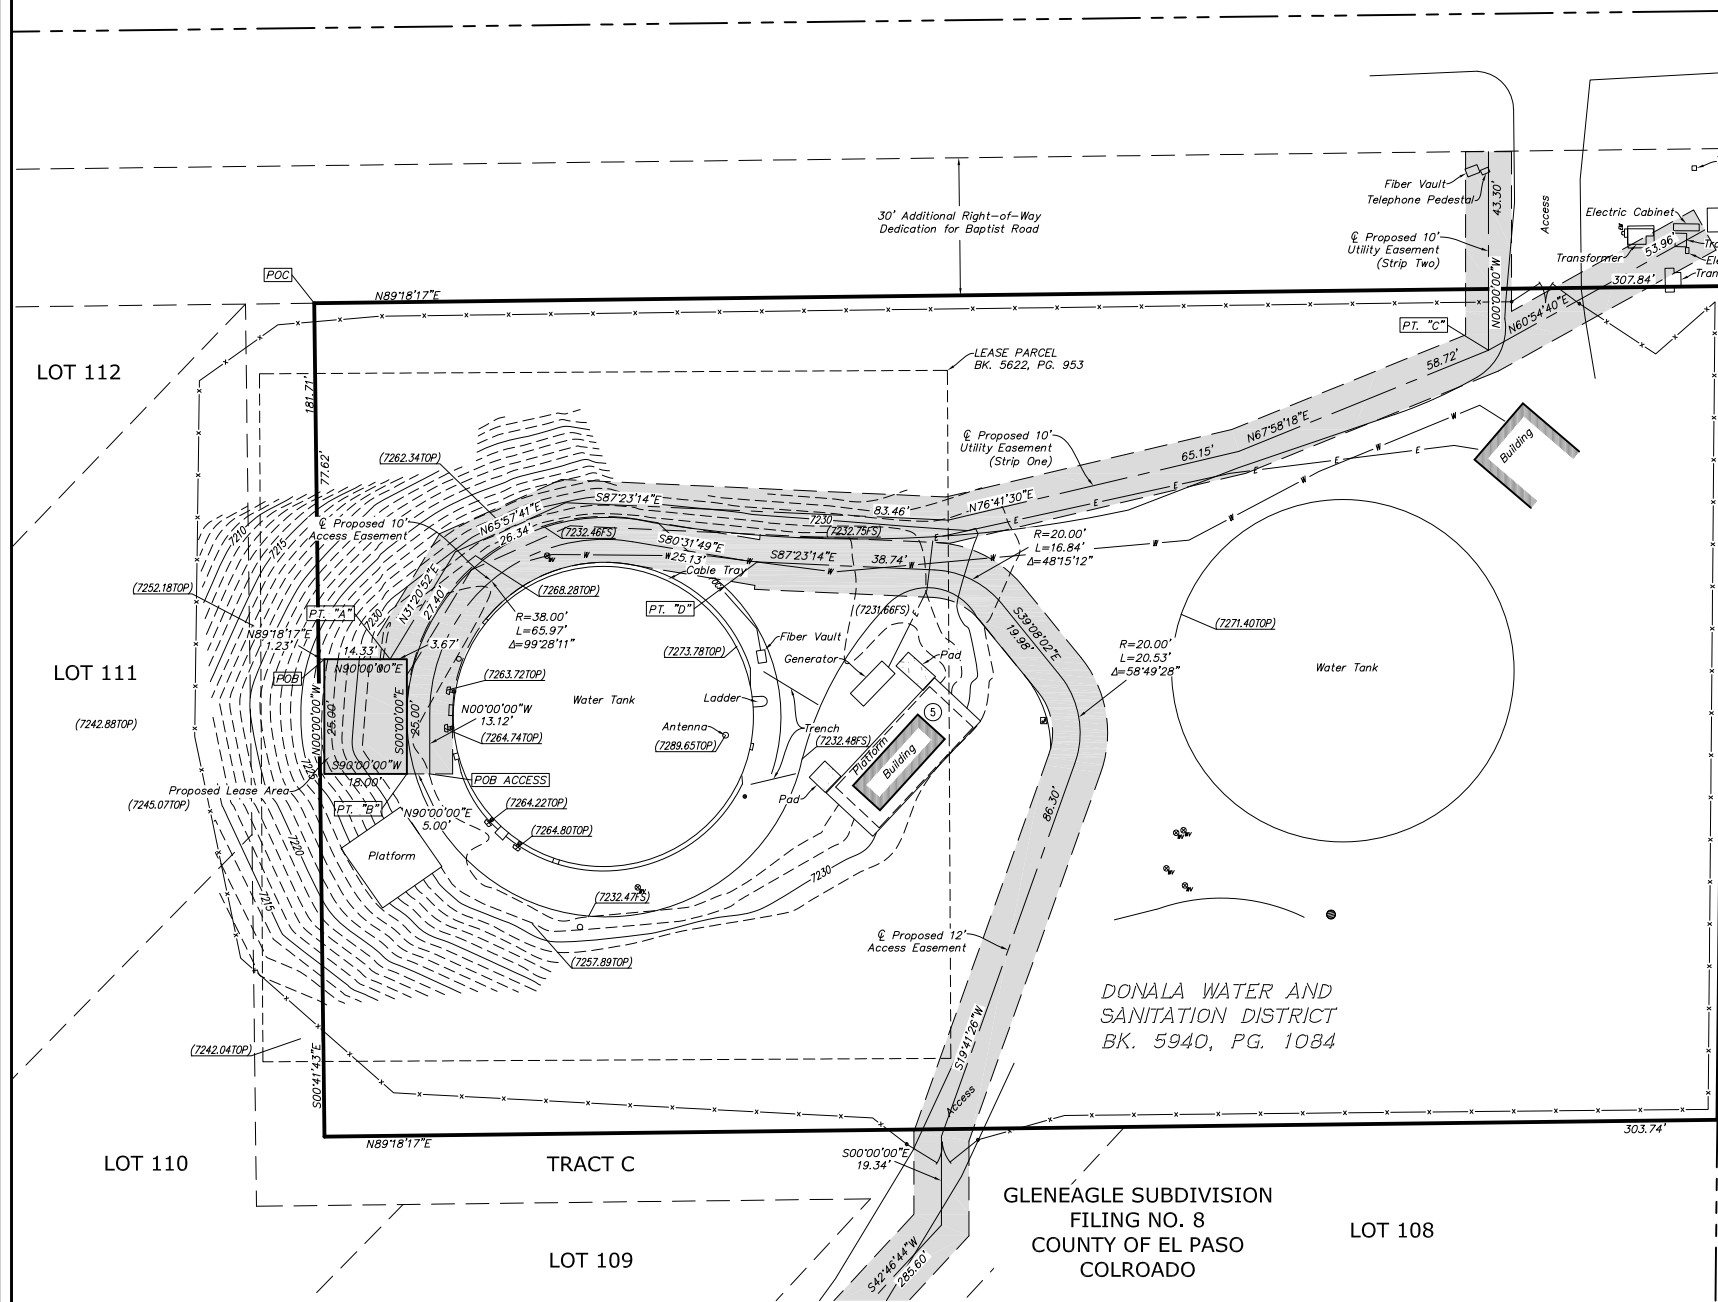 30' Additional Right-of-Way
Dedication for Baptist Road
Fiber Vault
Telephone Pedestal
43.30'
Access
Electric Cabinet
℄ Proposed 10'
Utility Easement
(Strip Two)
Transformer
53.96'
307.84'
N00°00'00"W
N60°54'40"E
POC
N89°18'17"E
PT. "C"
LEASE PARCEL
BK. 5622, PG. 953
58.72'
LOT 112
181.71'
77.62'
(7262.34TOP)
℄ Proposed 10'
Utility Easement
(Strip One)
65.15'
N67°58'18"E
Building
S87°23'14"E
83.46'
N76°41'30"E
7210
7215
℄ Proposed 10'
Access Easement
N65°57'41"E
26.34'
(7232.46FS)
7230
(7232.75FS)
S80°31'49"E
25.13'
S87°23'14"E
38.74'
R=20.00'
L=16.84'
Δ=48°15'12"
Cable Tray
(7252.18TOP)
N31°20'52"E
27.40'
(7268.28TOP)
PT. "A"
7230
PT. "D"
(7231.66FS)
R=38.00'
L=65.97'
Δ=99°28'11"
S39°08'02"E
19.98'
(7271.40TOP)
N89°18'17"E
1.23'
14.33'
3.67'
Fiber Vault
Generator
Pad
(7273.78TOP)
R=20.00'
L=20.53'
Δ=58°49'28"
LOT 111
POB
N90°00'00"E
(7263.72TOP)
Water Tank
Water Tank
Ladder
N00°00'00"W
25.00'
S00°00'00"E
25.00'
N00°00'00"W
13.12'
(7264.74TOP)
Antenna
(7289.65TOP)
Trench
(7232.48FS)
5
Platform
Building
(7242.88TOP)
S90°00'00"W
18.00'
POB ACCESS
Proposed Lease Area
(7245.07TOP)
PT. "B"
N90°00'00"E
5.00'
(7264.22TOP)
(7264.80TOP)
Pad
86.30'
7220
Platform
7230
7215
(7232.47FS)
℄ Proposed 12'
Access Easement
(7257.89TOP)
DONALA WATER AND
SANITATION DISTRICT
BK. 5940, PG. 1084
(7242.04TOP)
S00°41'43"E
S19°41'26"W
Access
N89°18'17"E
303.74'
LOT 110
TRACT C
S00°00'00"E
19.34'
GLENEAGLE SUBDIVISION
FILING NO. 8
COUNTY OF EL PASO
COLROADO
LOT 108
LOT 109
S42°46'44"W
285.60'